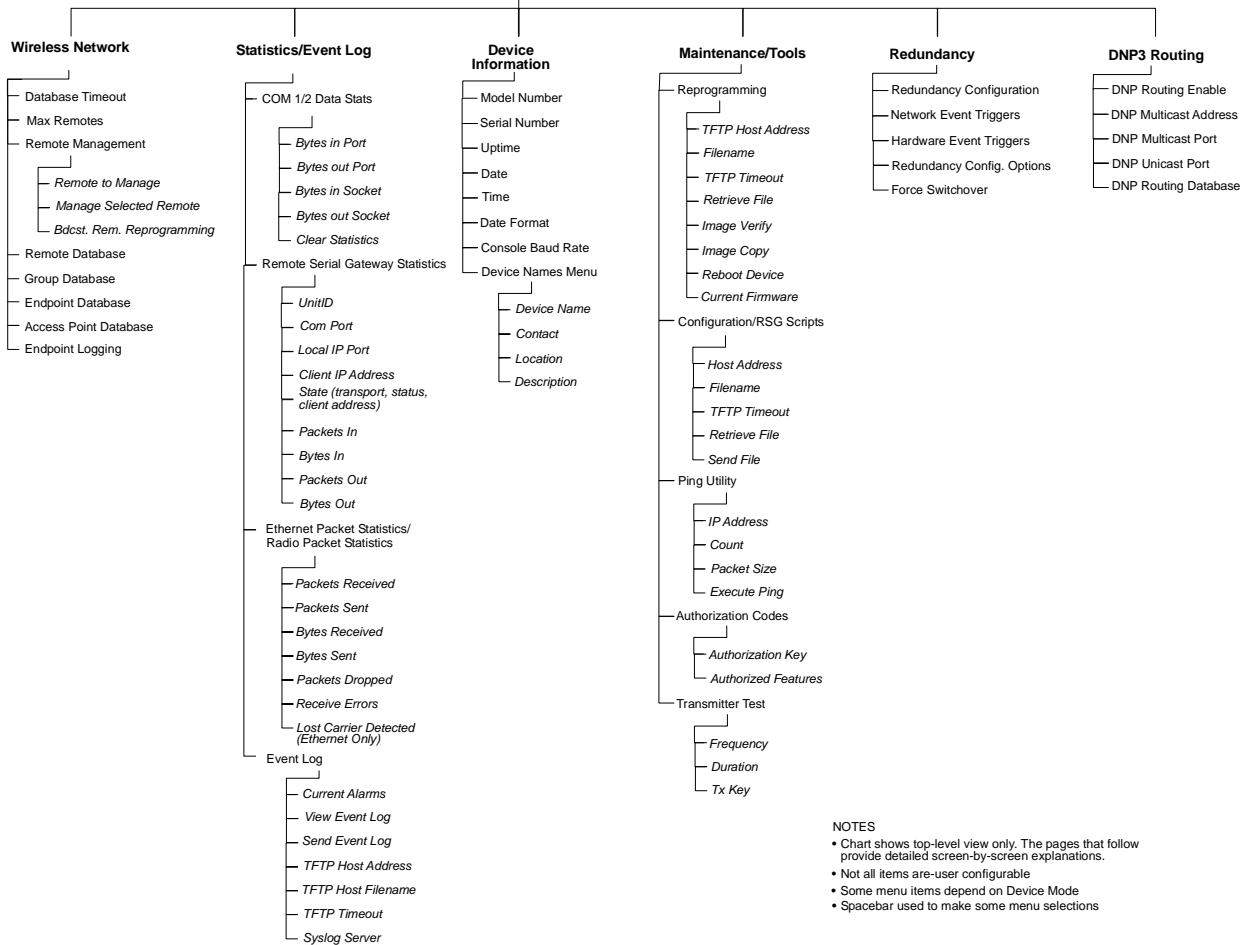 Wireless Network
Database Timeout
Max Remotes
Remote Management
Remote to Manage
Manage Selected Remote
Bdcst. Rem. Reprogramming
Remote Database
Group Database
Endpoint Database
Access Point Database
Endpoint Logging
Statistics/Event Log
COM 1/2 Data Stats
Bytes in Port
Bytes out Port
Bytes in Socket
Bytes out Socket
Clear Statistics
Remote Serial Gateway Statistics
UnitID
Com Port
Local IP Port
Client IP Address
State (transport, status,
client address)
Packets In
Bytes In
Packets Out
Bytes Out
Ethernet Packet Statistics/
Radio Packet Statistics
Packets Received
Packets Sent
Bytes Received
Bytes Sent
Packets Dropped
Receive Errors
Lost Carrier Detected
(Ethernet Only)
Event Log
Current Alarms
View Event Log
Send Event Log
TFTP Host Address
TFTP Host Filename
TFTP Timeout
Syslog Server
Device
Information
Model Number
Serial Number
Uptime
Date
Time
Date Format
Console Baud Rate
Device Names Menu
Device Name
Contact
Location
Description
Maintenance/Tools
Reprogramming
TFTP Host Address
Filename
TFTP Timeout
Retrieve File
Image Verify
Image Copy
Reboot Device
Current Firmware
Configuration/RSG Scripts
Host Address
Filename
TFTP Timeout
Retrieve File
Send File
Ping Utility
IP Address
Count
Packet Size
Execute Ping
Authorization Codes
Authorization Key
Authorized Features
Transmitter Test
Frequency
Duration
Tx Key
Redundancy
Redundancy Configuration
Network Event Triggers
Hardware Event Triggers
Redundancy Config. Options
Force Switchover
DNP3 Routing
DNP Routing Enable
DNP Multicast Address
DNP Multicast Port
DNP Unicast Port
DNP Routing Database
NOTES
• Chart shows top-level view only. The pages that follow
provide detailed screen-by-screen explanations.
• Not all items are-user configurable
• Some menu items depend on Device Mode
• Spacebar used to make some menu selections